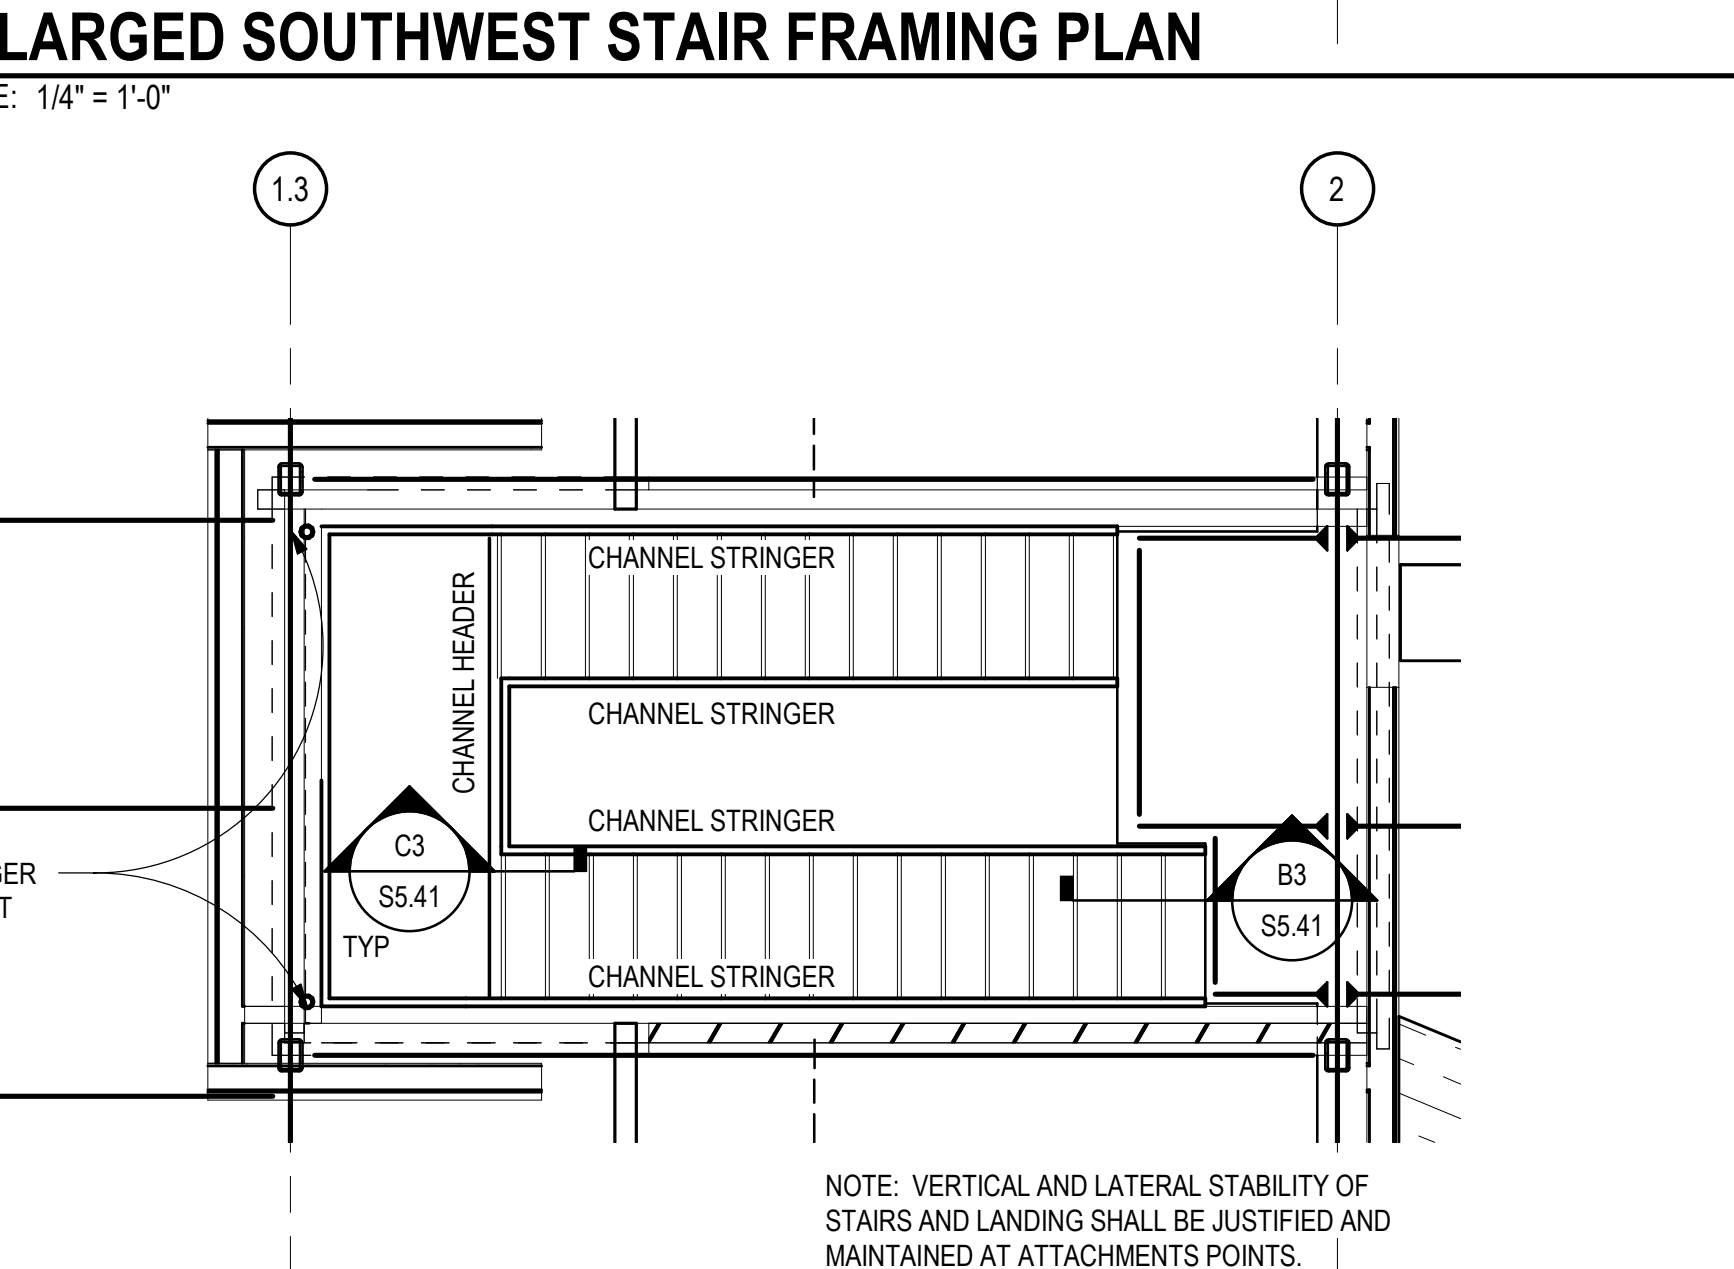 LARGED SOUTHWEST STAIR FRAMING PLAN
E: 1/4" = 1'-0"
1.3
2
CHANNEL STRINGER
CHANNEL HEADER
CHANNEL STRINGER
CHANNEL STRINGER
C3
S5.41
TYP
B3
S5.41
GER
T
CHANNEL STRINGER
NOTE: VERTICAL AND LATERAL STABILITY OF
STAIRS AND LANDING SHALL BE JUSTIFIED AND
MAINTAINED AT ATTACHMENTS POINTS.